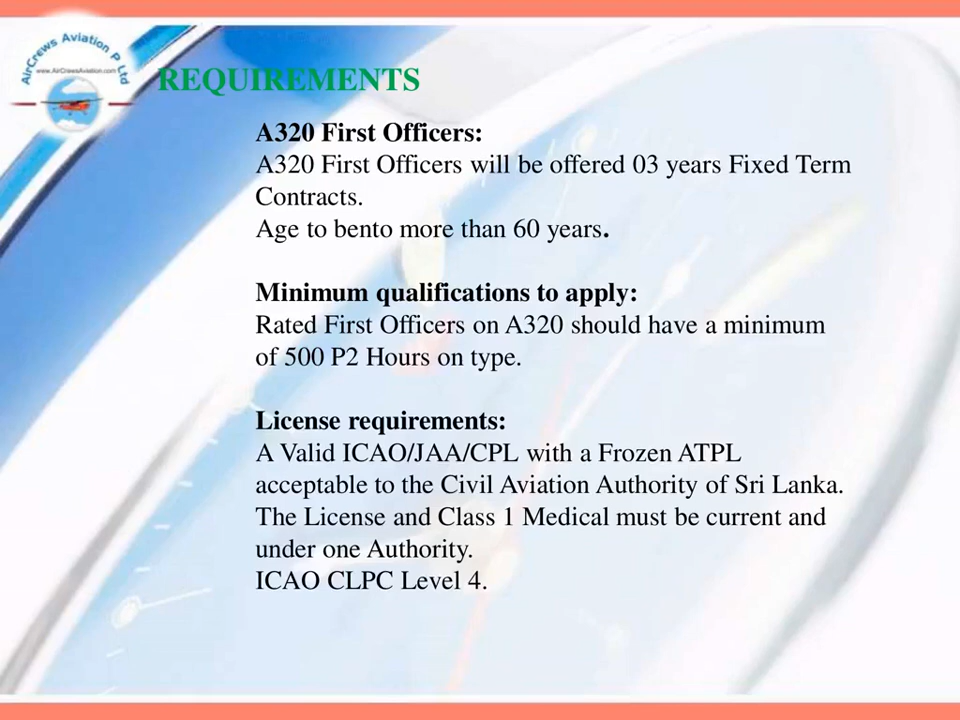 AirCrews Aviation P Ltd
www.AirCrewsAviation.com
REQUIREMENTS
A320 First Officers:
A320 First Officers will be offered 03 years Fixed Term
Contracts.
Age to bento more than 60 years.
Minimum qualifications to apply:
Rated First Officers on A320 should have a minimum
of 500 P2 Hours on type.
License requirements:
A Valid ICAO/JAA/CPL with a Frozen ATPL
acceptable to the Civil Aviation Authority of Sri Lanka.
The License and Class 1 Medical must be current and
under one Authority.
ICAO CLPC Level 4.